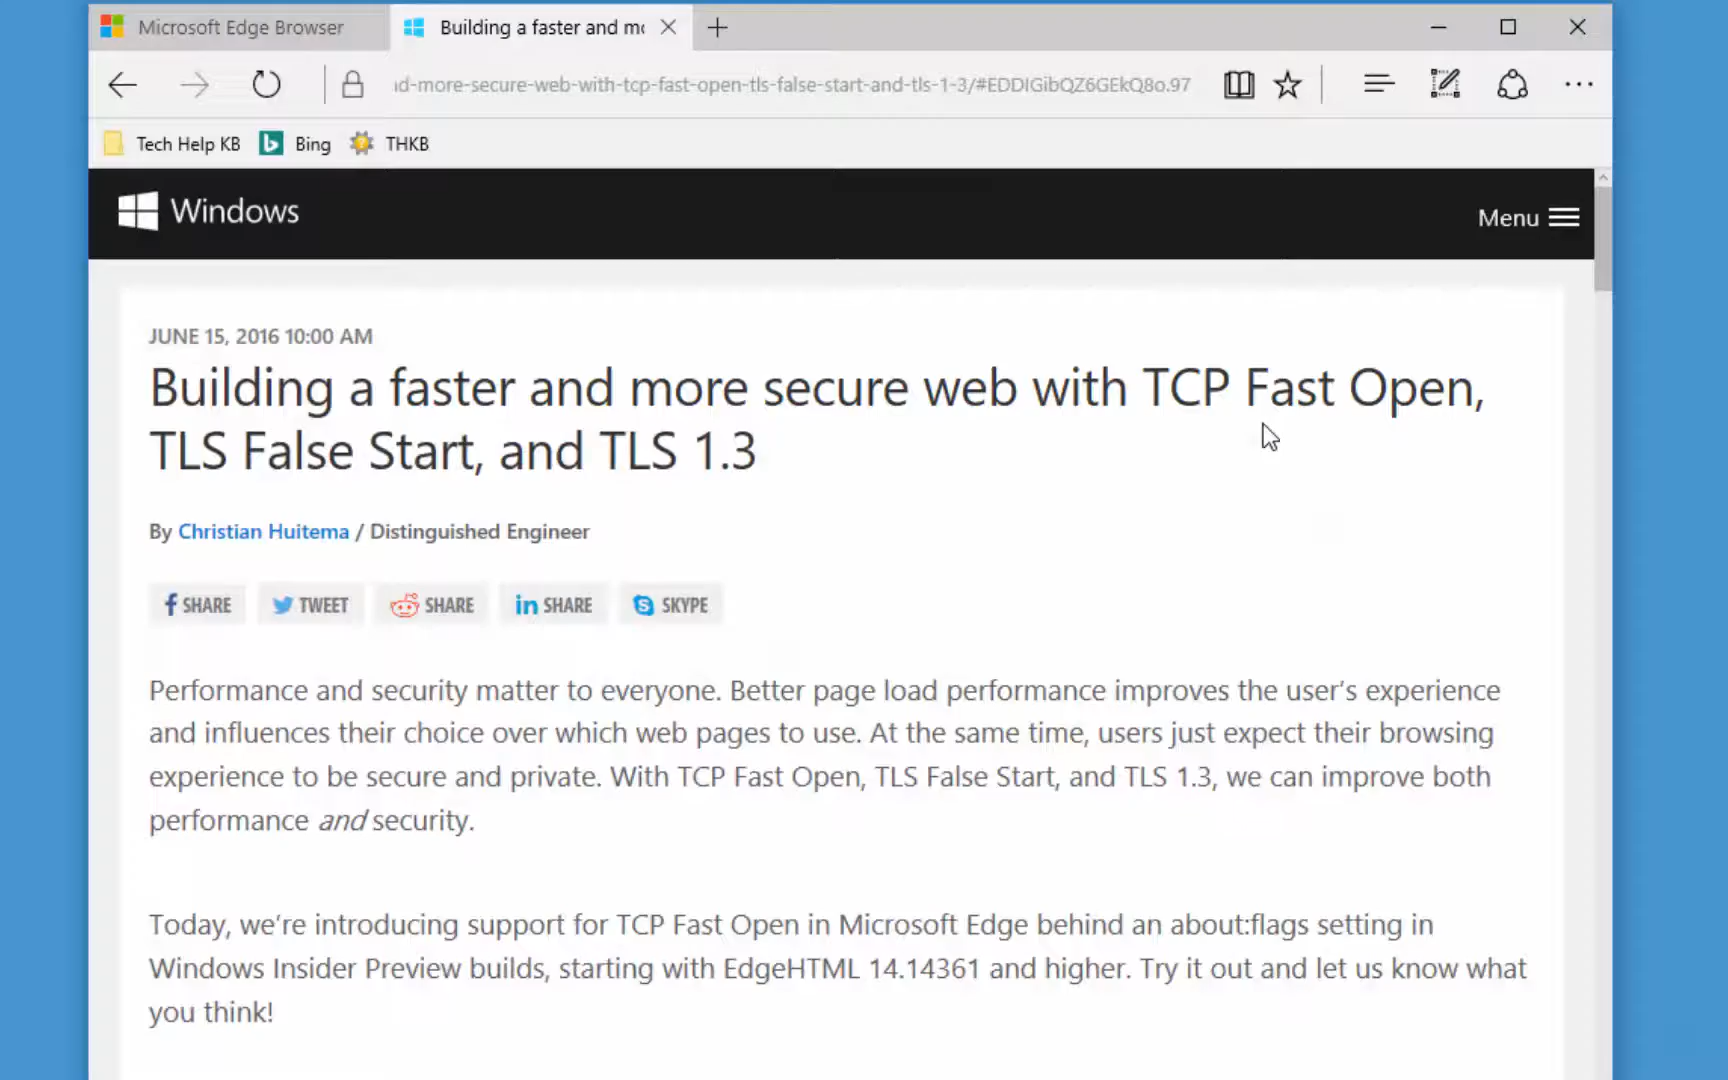 Microsoft Edge Browser
Building a faster and mo
nd-more-secure-web-with-tcp-fast-open-tls-false-start-and-tls-1-3/#EDDIGibQZ6GEkQ8o.97
Tech Help KB
Bing
THKB
Windows
Menu
JUNE 15, 2016 10:00 AM
Building a faster and more secure web with TCP Fast Open,
TLS False Start, and TLS 1.3
By Christian Huitema / Distinguished Engineer
SHARE
TWEET
SHARE
SHARE
SKYPE
Performance and security matter to everyone. Better page load performance improves the user’s experience
and influences their choice over which web pages to use. At the same time, users just expect their browsing
experience to be secure and private. With TCP Fast Open, TLS False Start, and TLS 1.3, we can improve both
performance and security.
Today, we’re introducing support for TCP Fast Open in Microsoft Edge behind an about:flags setting in
Windows Insider Preview builds, starting with EdgeHTML 14.14361 and higher. Try it out and let us know what
you think!